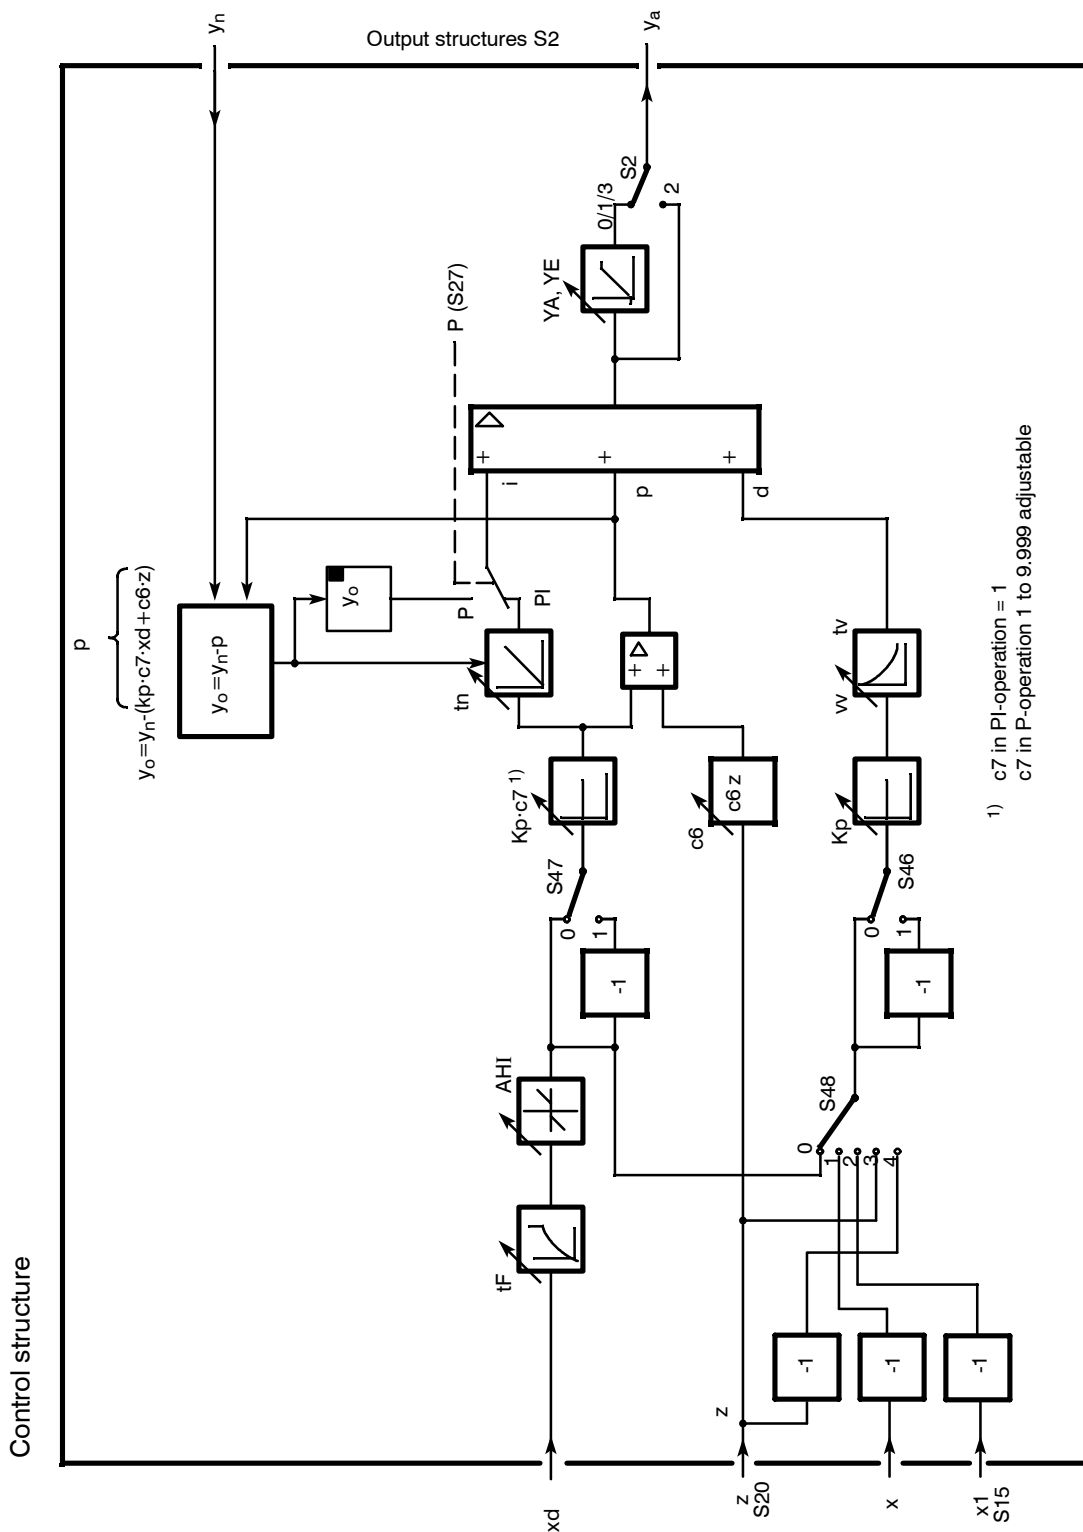 Control structure
Output structures S2
yn
ya
p
yo=yn-(kp·c7·xd+c6·z)
yo=yn-p
yo
P
PI
P (S27)
tF
AHI
S47
0
1
-1
Kp·c7 1)
tn
i
+
p
+
d
+
YA, YE
0/1/3
S2
2
+
+
c6
c6 z
S48
0
1
2
3
4
-1
S46
0
1
Kp
vv
tv
xd
z
S20
z
x
x1
S15
-1
-1
-1
1) c7 in PI-operation = 1
c7 in P-operation 1 to 9.999 adjustable